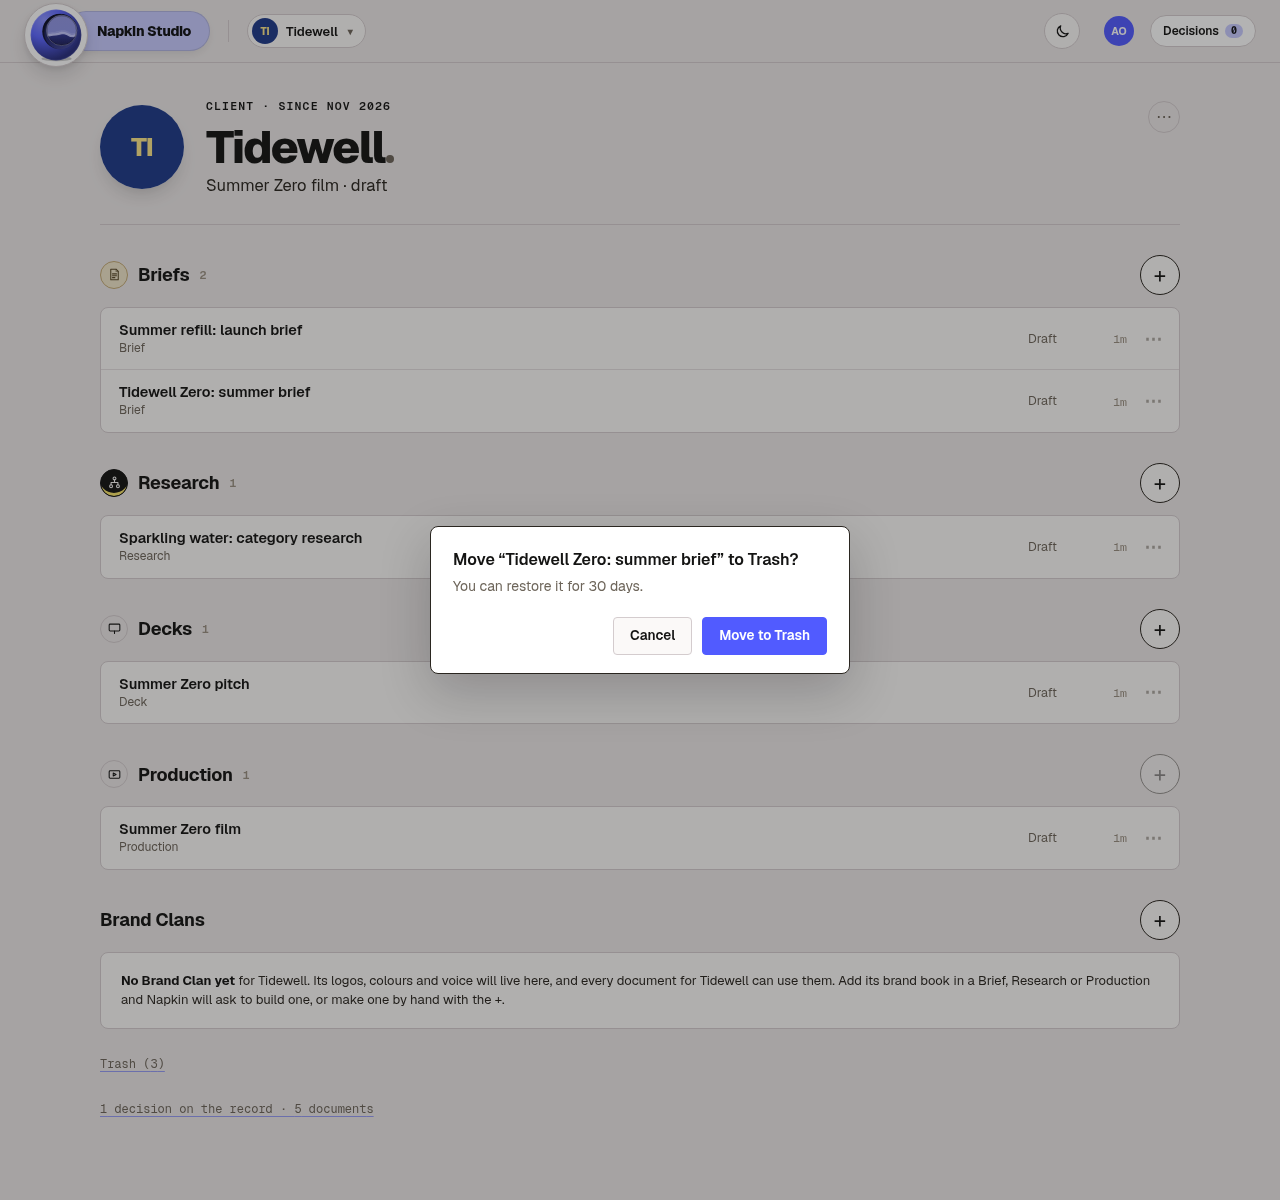 Napkin Studio
TI
Tidewell ▾
AO
Decisions 0
CLIENT · SINCE NOV 2026
TI
Tidewell.
Summer Zero film · draft
Briefs 2
+
Summer refill: launch brief
Brief
Draft
1m
Tidewell Zero: summer brief
Brief
Draft
1m
Research 1
+
Sparkling water: category research
Research
Draft
1m
Move “Tidewell Zero: summer brief” to Trash?
You can restore it for 30 days.
Cancel
Move to Trash
Decks 1
+
Summer Zero pitch
Deck
Draft
1m
Production 1
+
Summer Zero film
Production
Draft
1m
Brand Clans
+
No Brand Clan yet for Tidewell. Its logos, colours and voice will live here, and every document for Tidewell can use them. Add its brand book in a Brief, Research or Production
and Napkin will ask to build one, or make one by hand with the +.
Trash (3)
1 decision on the record · 5 documents